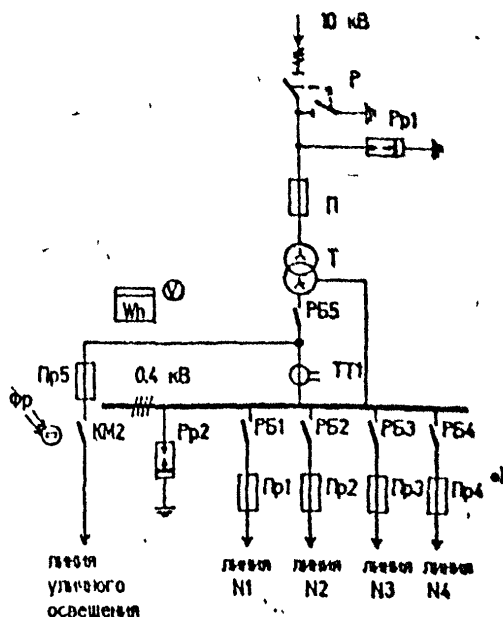 10 кВ
Р
Рр1
П
Т
Wh
V
РБ5
Пр5
0.4 кВ
ТТ1
Фр
КМ2
Рр2
РБ1
РБ2
РБ3
РБ4
Пр1
Пр2
Пр3
Пр4
линия
уличного
освещения
линия
N1
линия
N2
линия
N3
линия
N4